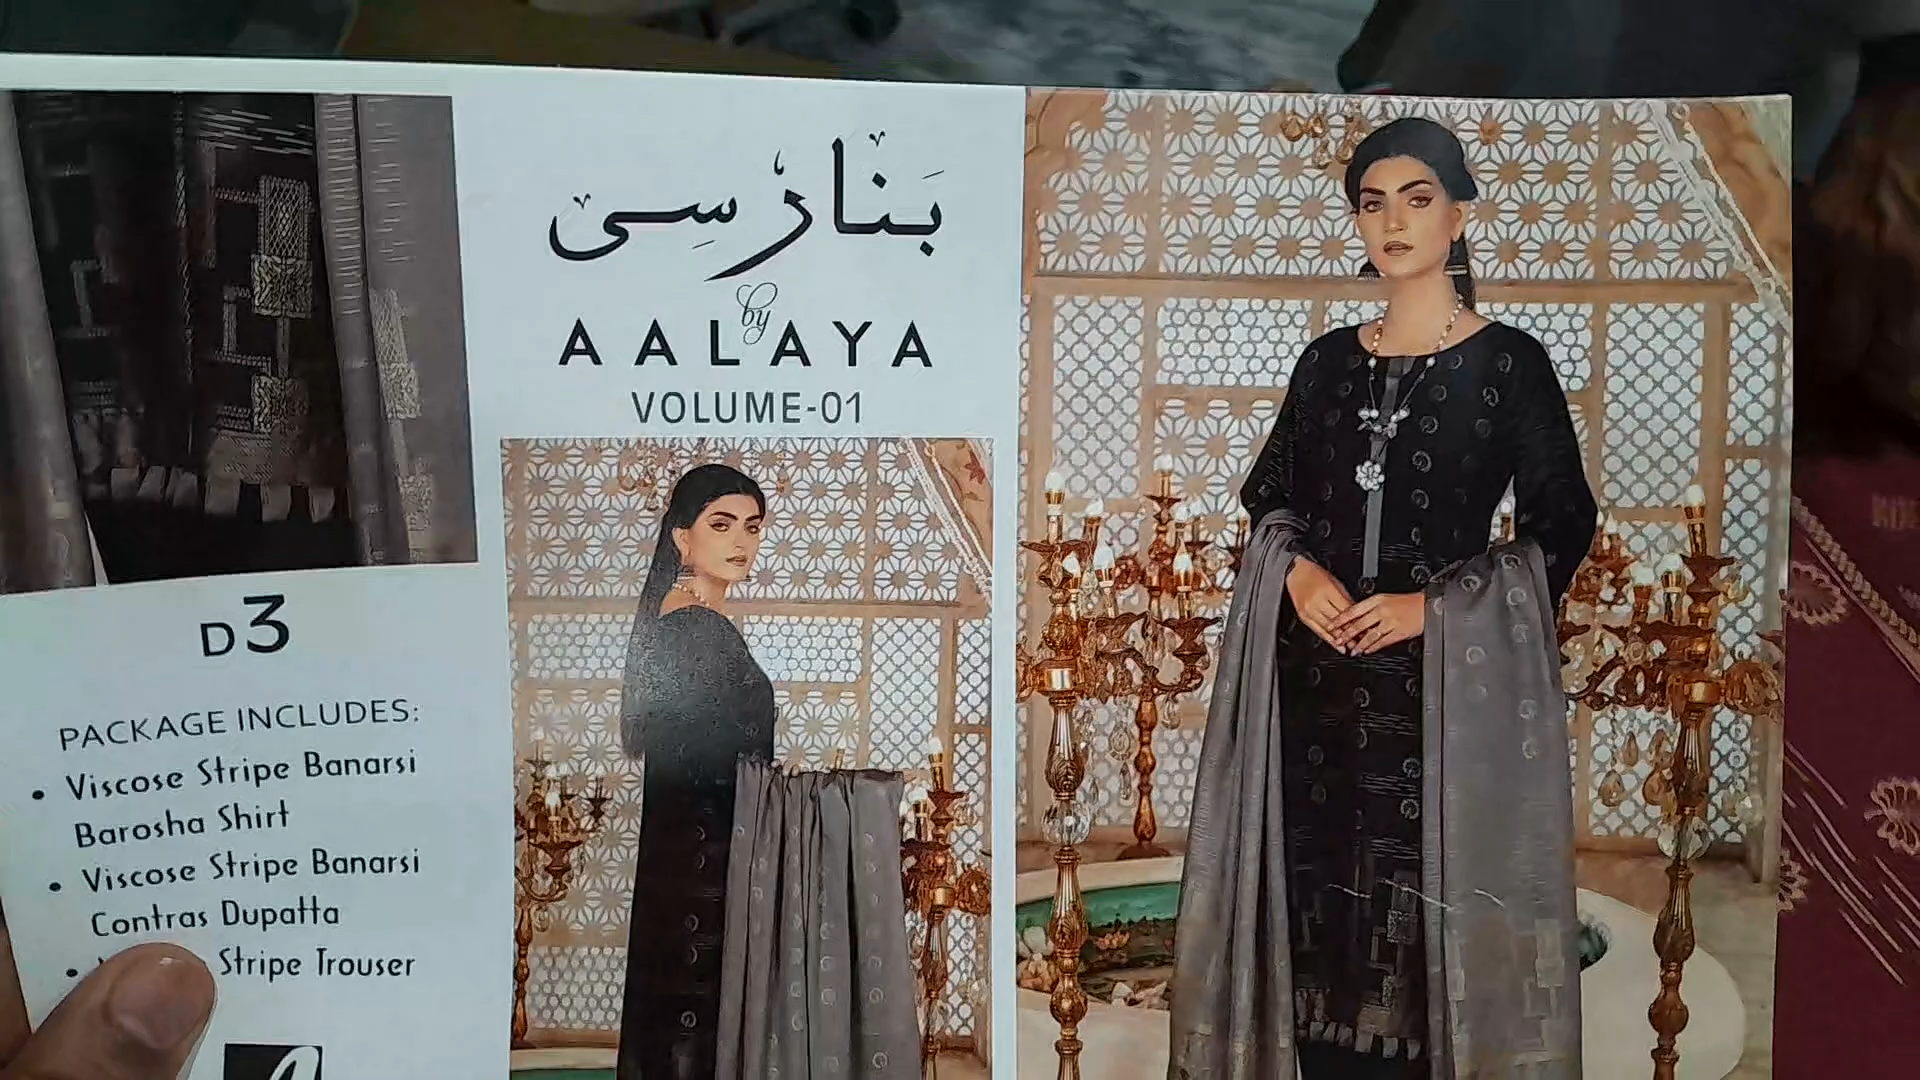 بَنارسِی
by
AALAYA
VOLUME-01
D3
PACKAGE INCLUDES:
• Viscose Stripe Banarsi
Barosha Shirt
• Viscose Stripe Banarsi
Contras Dupatta
• Stripe Trouser